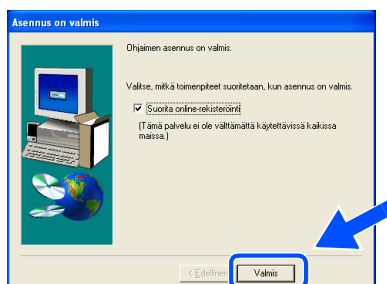 Asennus on valmis
Ohjaimen asennus on valmis.
Valitse, mitkä toimenpiteet suoritetaan, kun asennus on valmis.
Suorita online-rekisteröinti
(Tämä palvelu ei ole välttämättä käytettävissä kaikissa
maissa.)
< Edellinen
Valmis